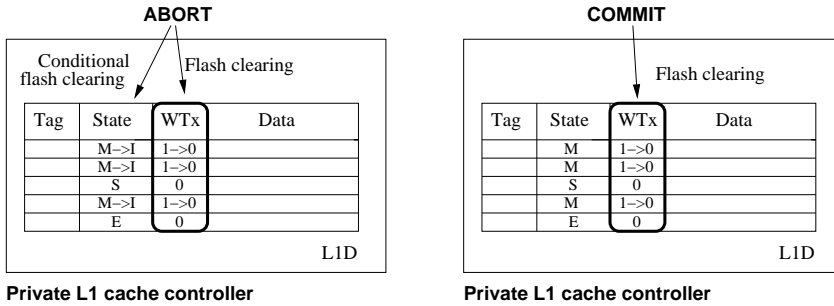 ABORT
Conditional
flash clearing
Flash clearing
Tag State WTx Data
M−>I 1−>0
M−>I 1−>0
S 0
M−>I 1−>0
E 0
L1D
Private L1 cache controller
COMMIT
Flash clearing
Tag State WTx Data
M 1−>0
M 1−>0
S 0
M 1−>0
E 0
L1D
Private L1 cache controller